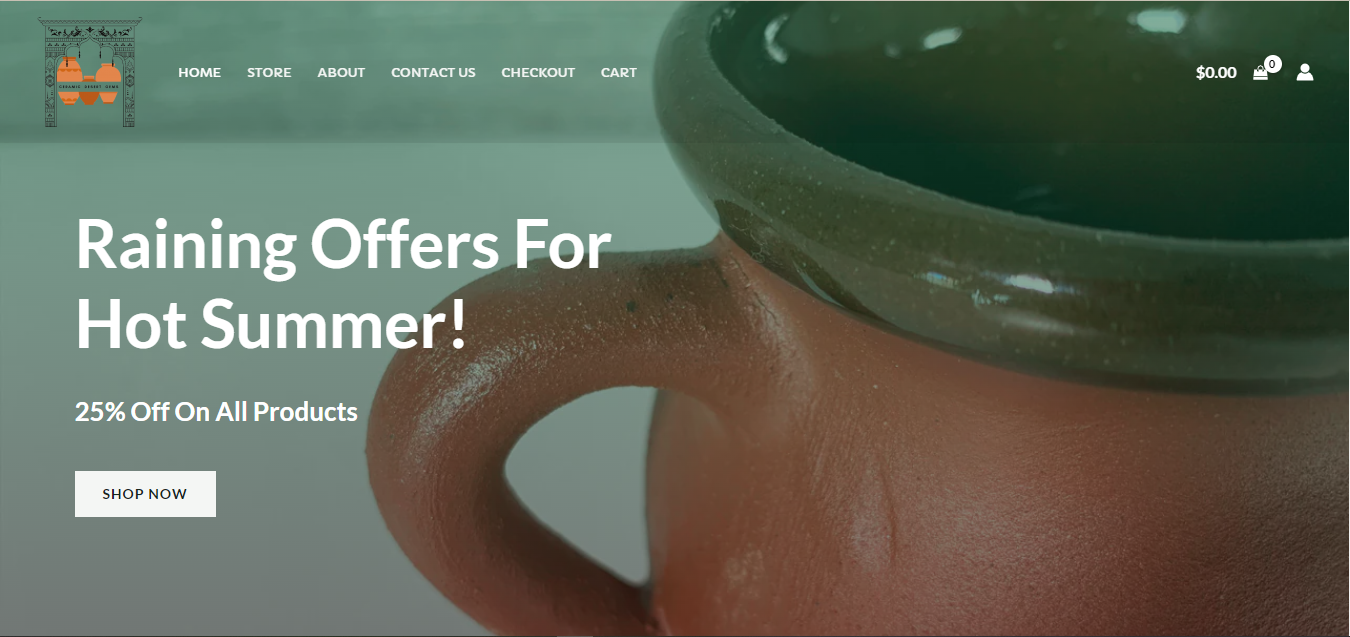 CERAMIC DESERT GEMS
HOME STORE ABOUT CONTACT US CHECKOUT CART
$0.00 0
Raining Offers For
Hot Summer!
25% Off On All Products
SHOP NOW